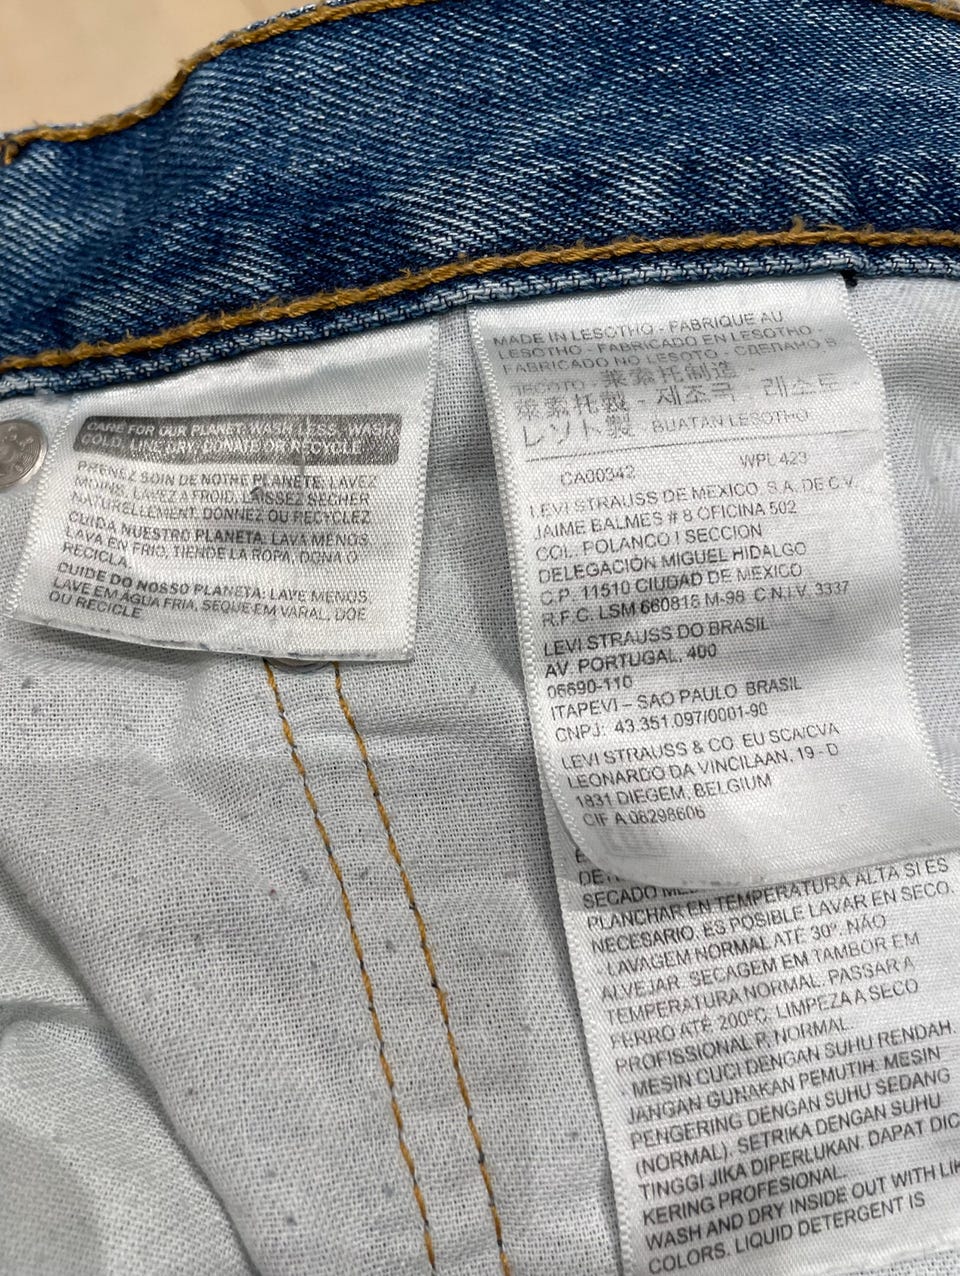 CARE FOR OUR PLANET: WASH LESS, WASH
COLD, LINE DRY, DONATE OR RECYCLE
PRENEZ SOIN DE NOTRE PLANETE: LAVEZ
MOINS, LAVEZ A FROID, LAISSEZ SECHER
NATURELLEMENT, DONNEZ OU RECYCLEZ
CUIDA NUESTRO PLANETA: LAVA MENOS,
LAVA EN FRIO, TIENDE LA ROPA, DONA O
RECICLA
CUIDE DO NOSSO PLANETA: LAVE MENOS,
LAVE EM AGUA FRIA, SEQUE EM VARAL, DOE
OU RECICLE
MADE IN LESOTHO - FABRIQUE AU
LESOTHO - FABRICADO EN LESOTHO -
FABRICADO NO LESOTO - СДЕЛАНО В
ЛЕСОТО - 莱索托制造 -
萊索托製 - 제조국 - 레소토 -
レソト製 - BUATAN LESOTHO
CA00342 WPL 423
LEVI STRAUSS DE MEXICO, S.A. DE C.V.
JAIME BALMES # 8 OFICINA 502
COL. POLANCO I SECCION
DELEGACIÓN MIGUEL HIDALGO
C.P. 11510 CIUDAD DE MEXICO
R.F.C. LSM 660816 M-98 C.N.I.V. 3337
LEVI STRAUSS DO BRASIL
AV. PORTUGAL, 400
06690-110
ITAPEVI – SAO PAULO BRASIL
CNPJ: 43.351.097/0001-90
LEVI STRAUSS & CO. EU SCA/CVA
LEONARDO DA VINCILAAN, 19 - D
1831 DIEGEM, BELGIUM
CIF A 08298606
SECADO
PLANCHAR EN TEMPERATURA ALTA SI ES
NECESARIO. ES POSIBLE LAVAR EN SECO.
LAVAGEM NORMAL ATÉ 30°. NÃO
ALVEJAR. SECAGEM EM TAMBOR EM
TEMPERATURA NORMAL. PASSAR A
FERRO ATÉ 200°C. LIMPEZA A SECO
PROFISSIONAL P, NORMAL.
MESIN CUCI DENGAN SUHU RENDAH.
JANGAN GUNAKAN PEMUTIH. MESIN
PENGERING DENGAN SUHU SEDANG
(NORMAL). SETRIKA DENGAN SUHU
TINGGI JIKA DIPERLUKAN. DAPAT DIC
KERING PROFESIONAL.
WASH AND DRY INSIDE OUT WITH LIK
COLORS. LIQUID DETERGENT IS